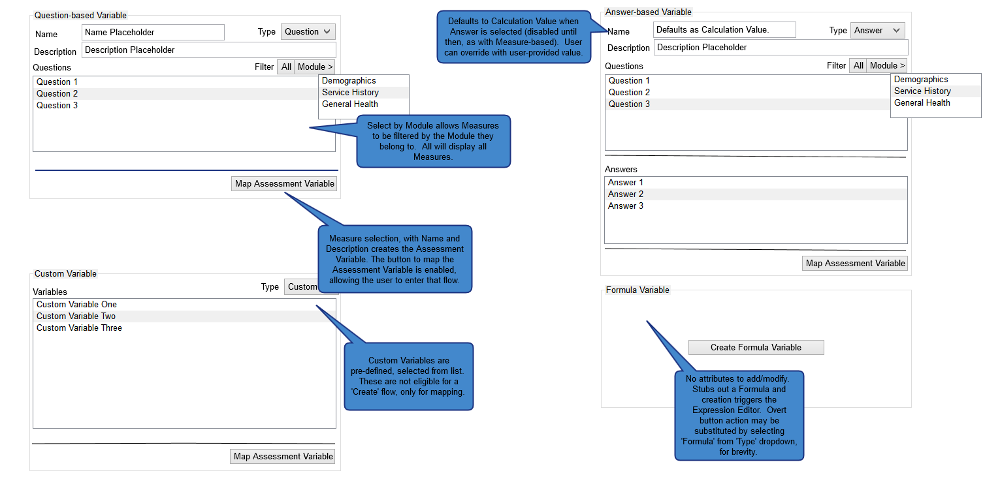 Question-based Variable
Name
Name Placeholder
Type
Question
Description
Description Placeholder
Questions
Filter
All
Module >
Question 1
Question 2
Question 3
Demographics
Service History
General Health
Select by Module allows Measures
to be filtered by the Module they
belong to. All will display all
Measures.
Map Assessment Variable
Measure selection, with Name and
Description creates the Assessment
Variable. The button to map the
Assessment Variable is enabled,
allowing the user to enter that flow.
Custom Variable
Type
Custom
Variables
Custom Variable One
Custom Variable Two
Custom Variable Three
Custom Variables are
pre-defined, selected from list.
These are not eligible for a
'Create' flow, only for mapping.
Map Assessment Variable
Defaults to Calculation Value when
Answer is selected (disabled until
then, as with Measure-based). User
can override with user-provided value.
Answer-based Variable
Name
Defaults as Calculation Value.
Type
Answer
Description
Description Placeholder
Questions
Filter
All
Module >
Question 1
Question 2
Question 3
Demographics
Service History
General Health
Answers
Answer 1
Answer 2
Answer 3
Map Assessment Variable
Formula Variable
Create Formula Variable
No attributes to add/modify.
Stubs out a Formula and
creation triggers the
Expression Editor. Overt
button action may be
substituted by selecting
'Formula' from 'Type' dropdown,
for brevity.